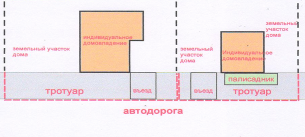 земельный участок
дома
индивидуальное
домовладение
земельный
участок
дома
земельный
участок
дома
Индивидуальное
домовладение
палисадник
тротуар
въезд
въезд
тротуар
автодорога